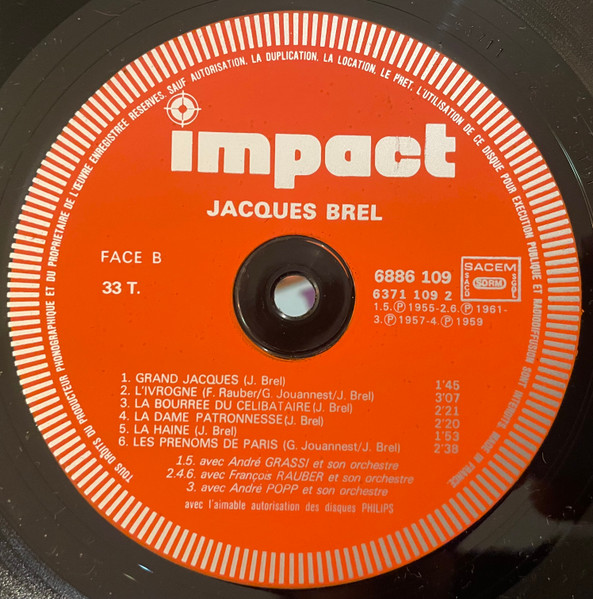 TOUS DROITS DU PRODUCTEUR PHONOGRAPHIQUE ET DU PROPRIETAIRE DE L'ŒUVRE ENREGISTREE RESERVES. SAUF AUTORISATION, LA DUPLICATION, LA LOCATION, LE PRET, L'UTILISATION DE CE DISQUE POUR EXECUTION PUBLIQUE ET RADIODIFFUSION SONT INTERDITS. MADE IN FRANCE.
impact
JACQUES BREL
FACE B
33 T.
6886 109
6371 109 2
1.5.Ⓟ 1955-2.6.Ⓟ 1961-
3.Ⓟ 1957-4.Ⓟ 1959
SACEM
SACD
SDRM
SGDL
1. GRAND JACQUES (J. Brel) 1'45
2. L'IVROGNE (F. Rauber/G. Jouannest/J. Brel) 3'07
3. LA BOURREE DU CELIBATAIRE (J. Brel) 2'21
4. LA DAME PATRONNESSE (J. Brel) 2'20
5. LA HAINE (J. Brel) 1'53
6. LES PRENOMS DE PARIS (G. Jouannest/J. Brel) 2'38
1.5. avec André GRASSI et son orchestre
2.4.6. avec François RAUBER et son orchestre
3. avec André POPP et son orchestre
avec l'aimable autorisation des disques PHILIPS